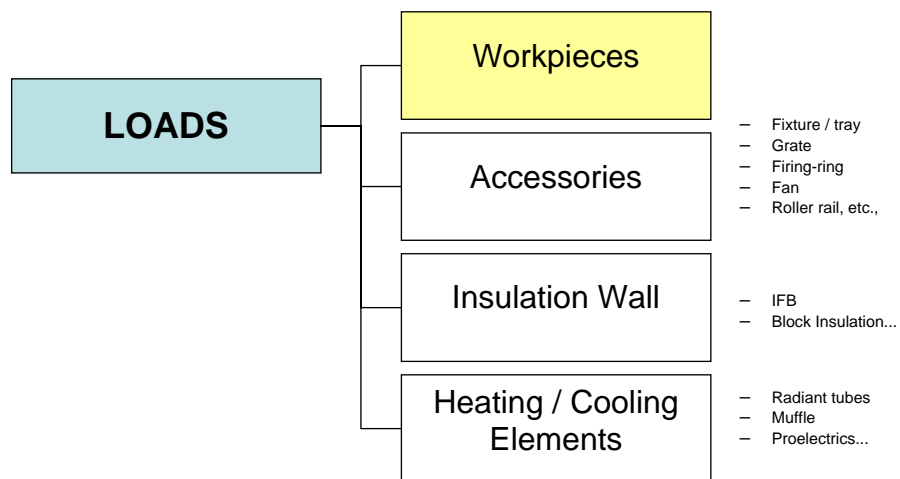 LOADS
Workpieces
Accessories
– Fixture / tray
– Grate
– Firing-ring
– Fan
– Roller rail, etc.,
Insulation Wall
– IFB
– Block Insulation...
Heating / Cooling
Elements
– Radiant tubes
– Muffle
– Proelectrics...